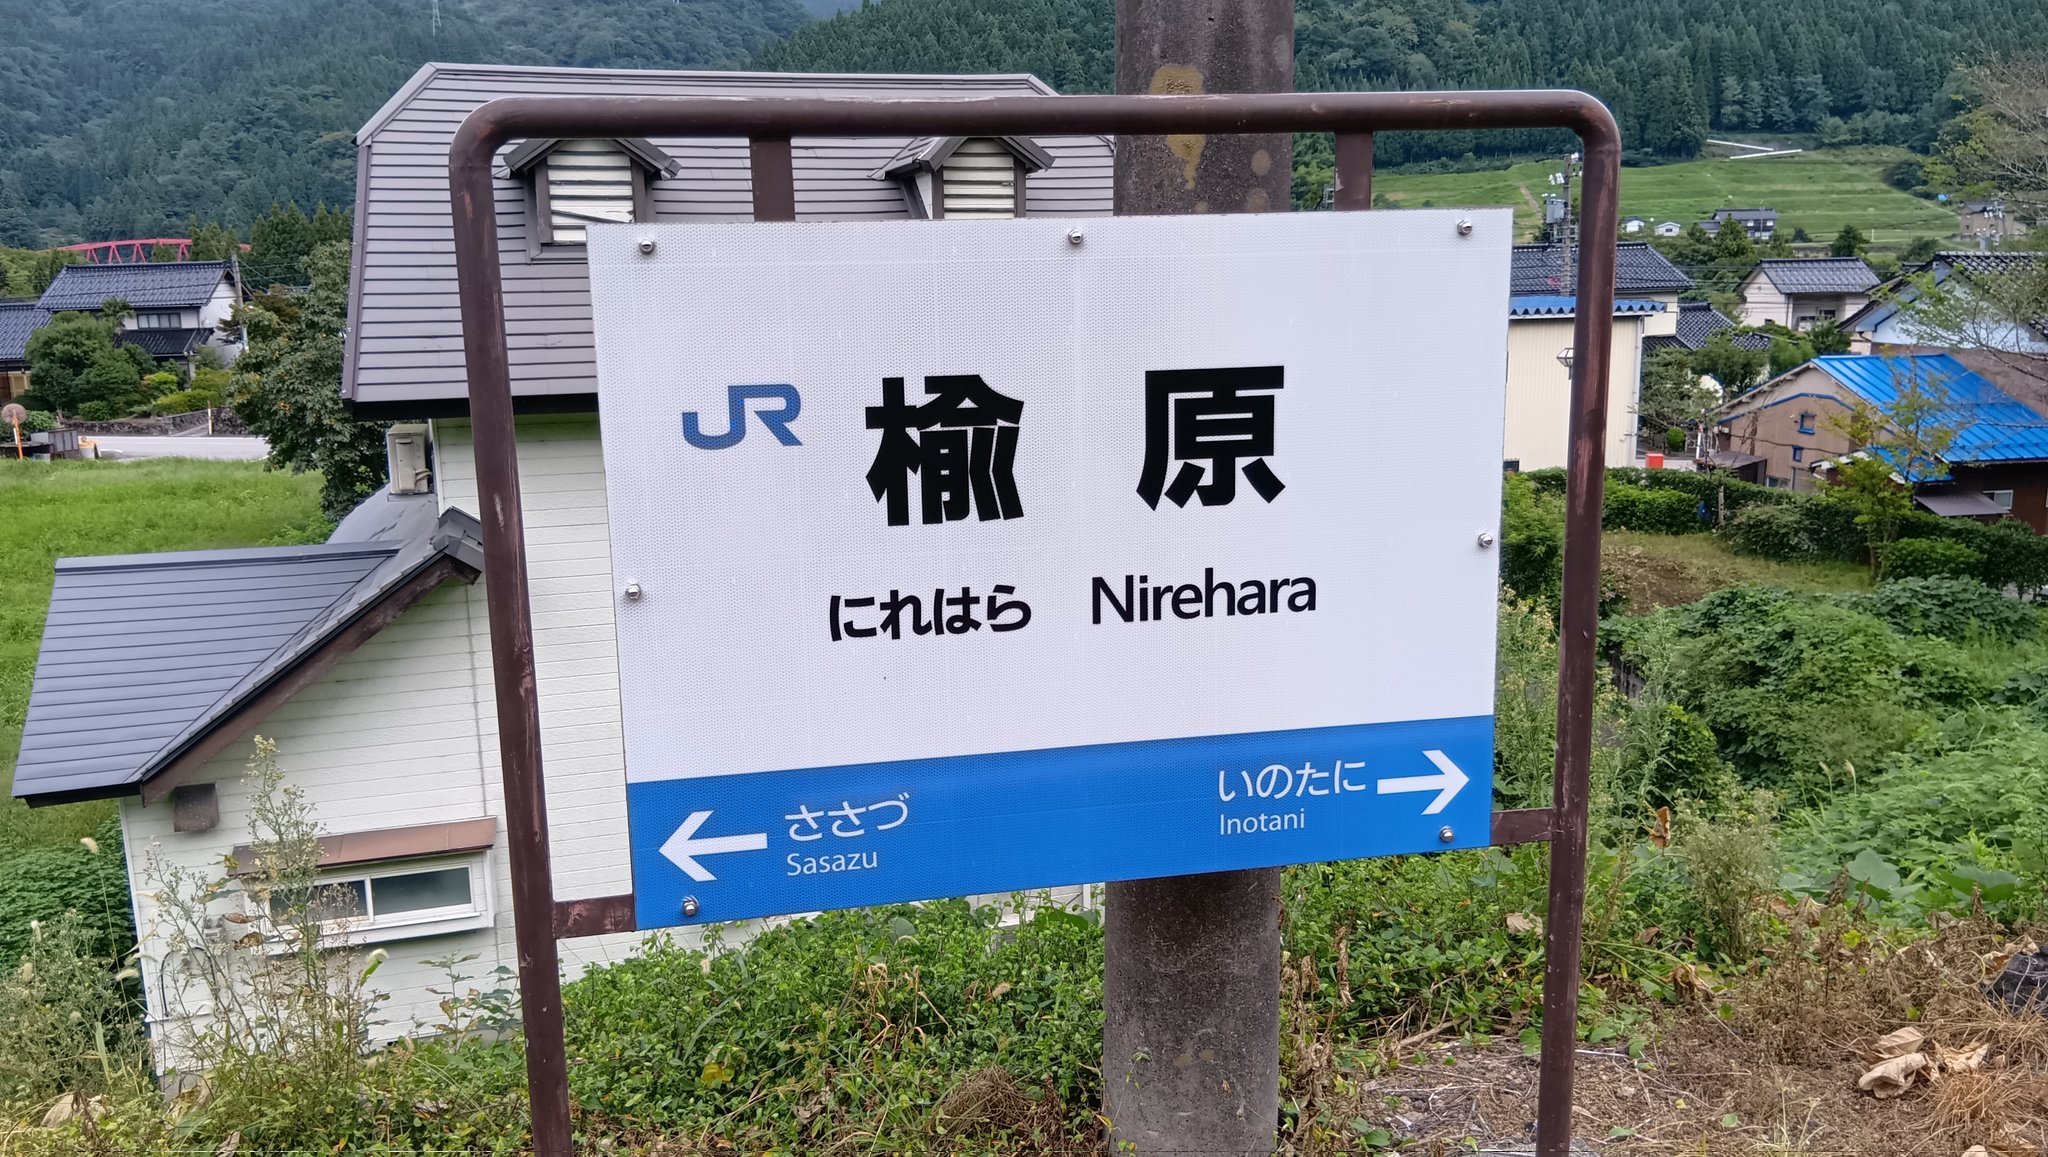 JR 楡原
にれはら Nirehara
← ささづ いのたに →
Sasazu Inotani